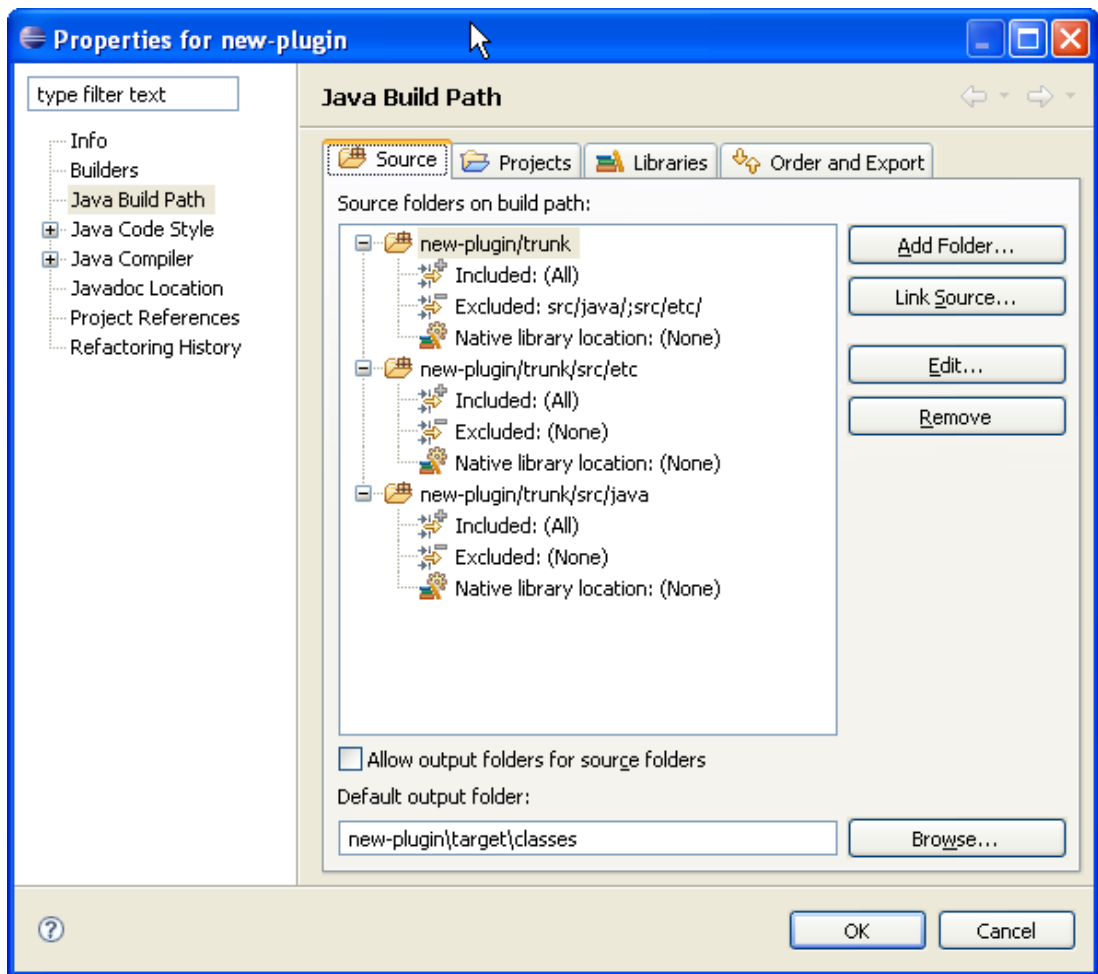 Properties for new-plugin
type filter text
Info
Builders
Java Build Path
Java Code Style
Java Compiler
Javadoc Location
Project References
Refactoring History
Java Build Path
Source Projects Libraries Order and Export
Source folders on build path:
new-plugin/trunk
Included: (All)
Excluded: src/java/;src/etc/
Native library location: (None)
new-plugin/trunk/src/etc
Included: (All)
Excluded: (None)
Native library location: (None)
new-plugin/trunk/src/java
Included: (All)
Excluded: (None)
Native library location: (None)
Add Folder...
Link Source...
Edit...
Remove
Allow output folders for source folders
Default output folder:
new-plugin\target\classes
Browse...
OK Cancel